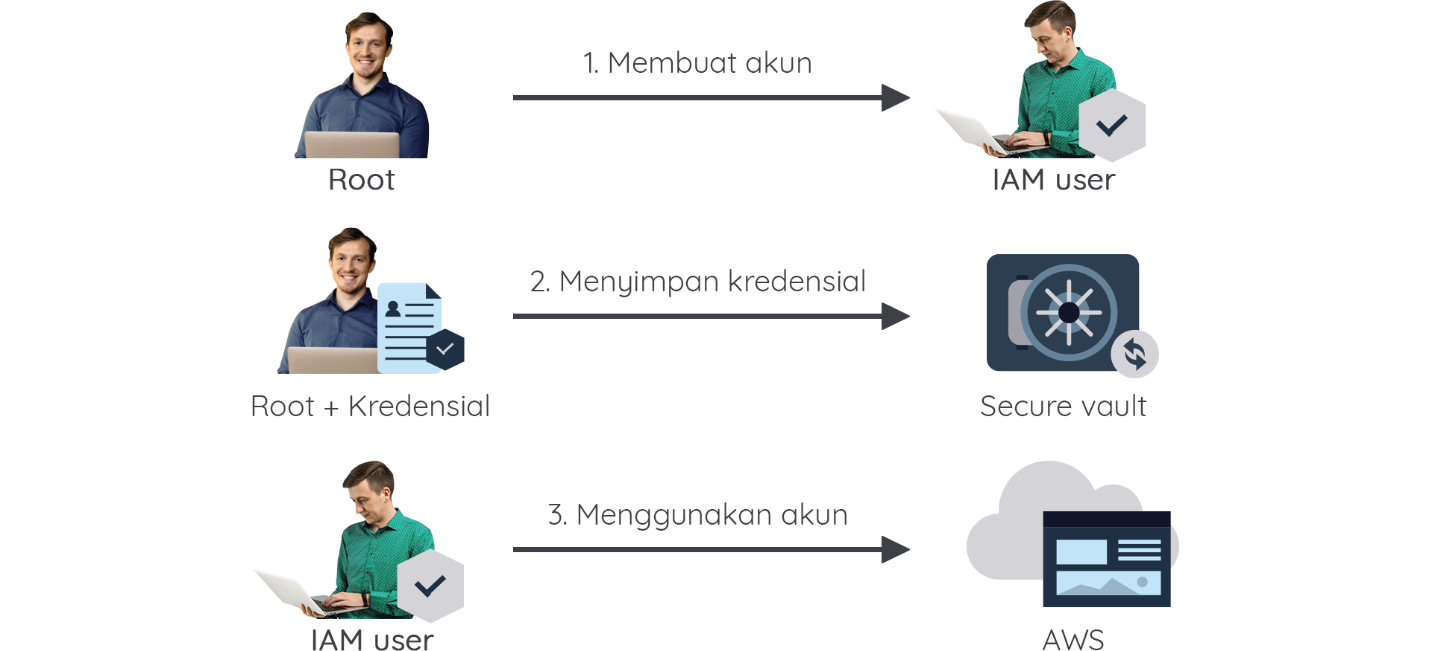 1. Membuat akun
Root
IAM user
2. Menyimpan kredensial
Root + Kredensial
Secure vault
3. Menggunakan akun
IAM user
AWS